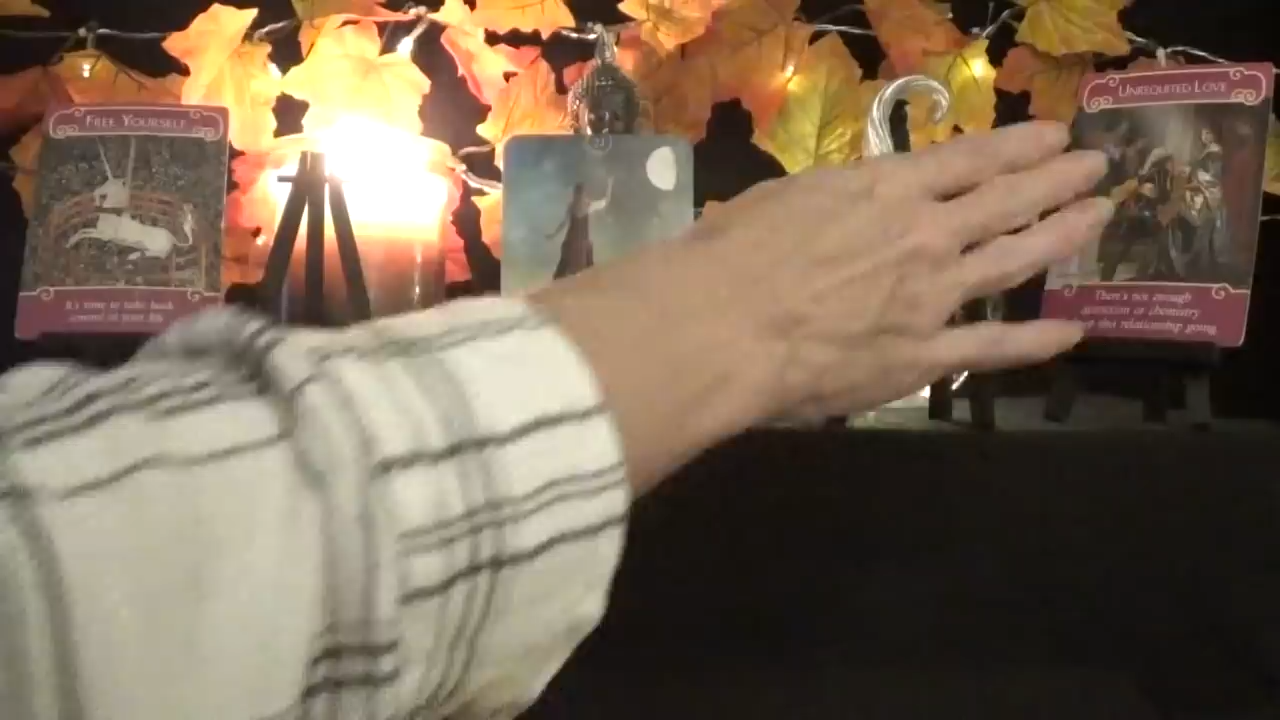 FREE YOURSELF
It's time to take back
control of your life
22
UNREQUITED LOVE
There's not enough
attraction or chemistry
this relationship going